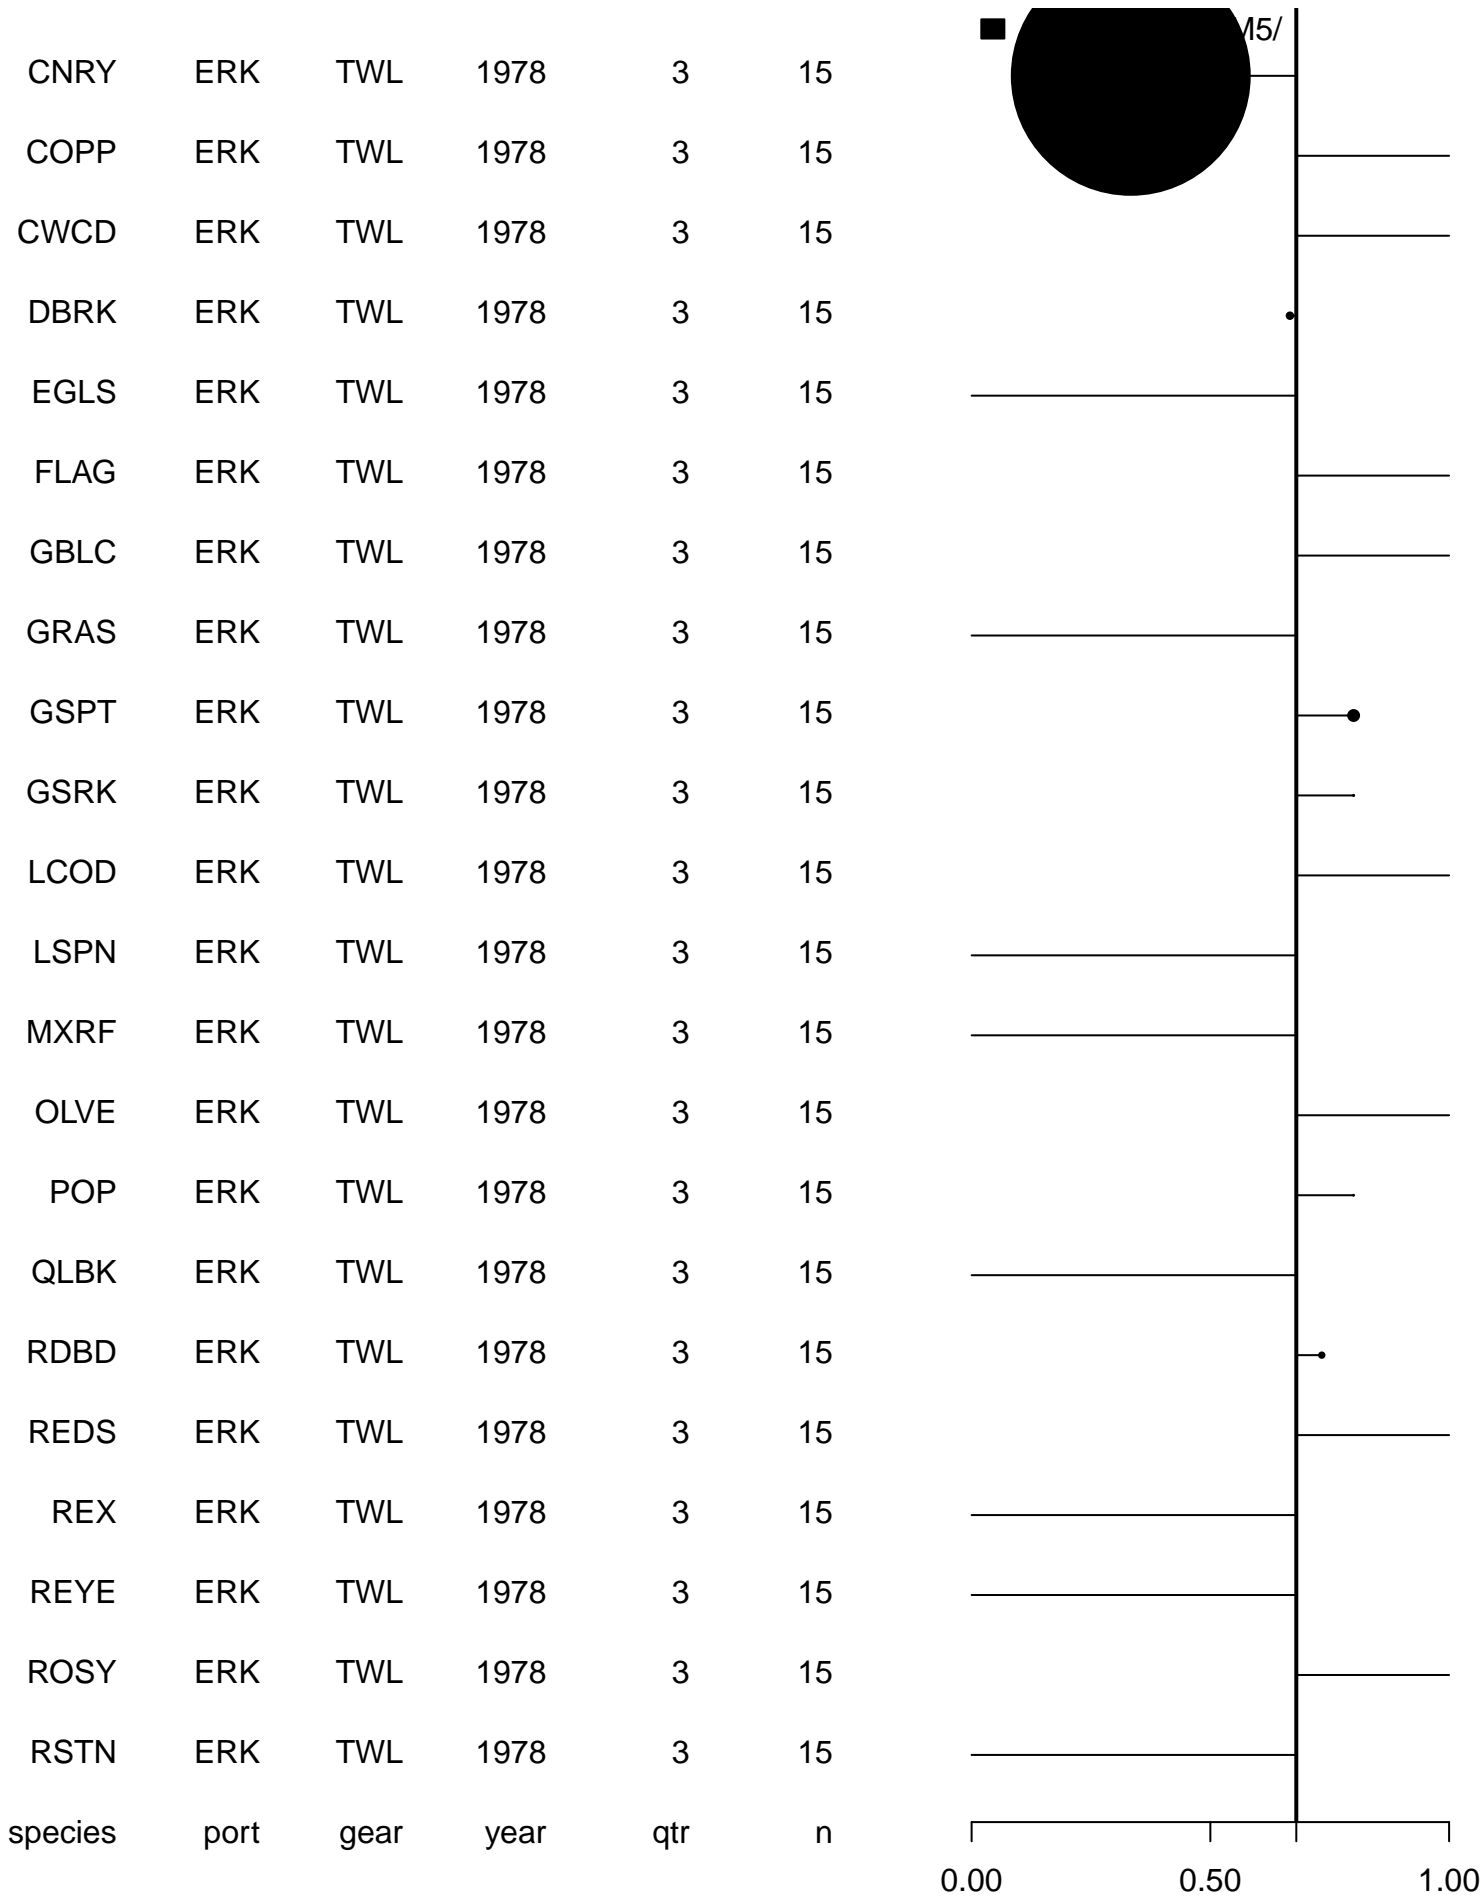 M5/
CNRY ERK TWL 1978 3 15
COPP ERK TWL 1978 3 15
CWCD ERK TWL 1978 3 15
DBRK ERK TWL 1978 3 15
EGLS ERK TWL 1978 3 15
FLAG ERK TWL 1978 3 15
GBLC ERK TWL 1978 3 15
GRAS ERK TWL 1978 3 15
GSPT ERK TWL 1978 3 15
GSRK ERK TWL 1978 3 15
LCOD ERK TWL 1978 3 15
LSPN ERK TWL 1978 3 15
MXRF ERK TWL 1978 3 15
OLVE ERK TWL 1978 3 15
POP ERK TWL 1978 3 15
QLBK ERK TWL 1978 3 15
RDBD ERK TWL 1978 3 15
REDS ERK TWL 1978 3 15
REX ERK TWL 1978 3 15
REYE ERK TWL 1978 3 15
ROSY ERK TWL 1978 3 15
RSTN ERK TWL 1978 3 15
species port gear year qtr n
0.00 0.50 1.00